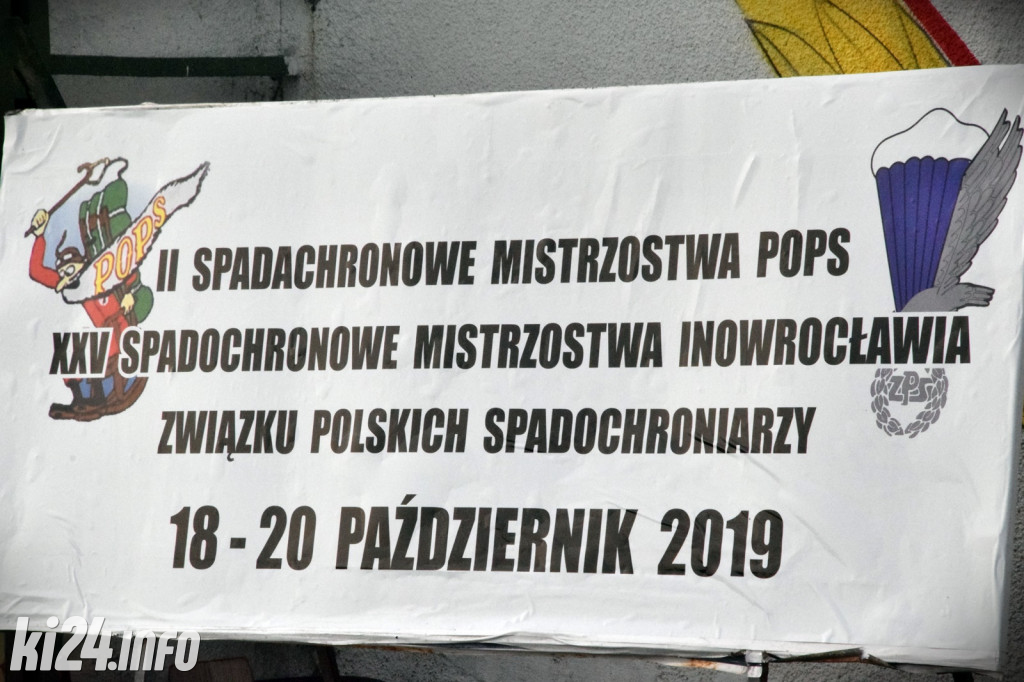 POPS
II SPADACHRONOWE MISTRZOSTWA POPS
XXV SPADOCHRONOWE MISTRZOSTWA INOWROCŁAWIA
ZPS
ZWIĄZKU POLSKICH SPADOCHRONIARZY
18 - 20 PAŹDZIERNIK 2019
ki24.info